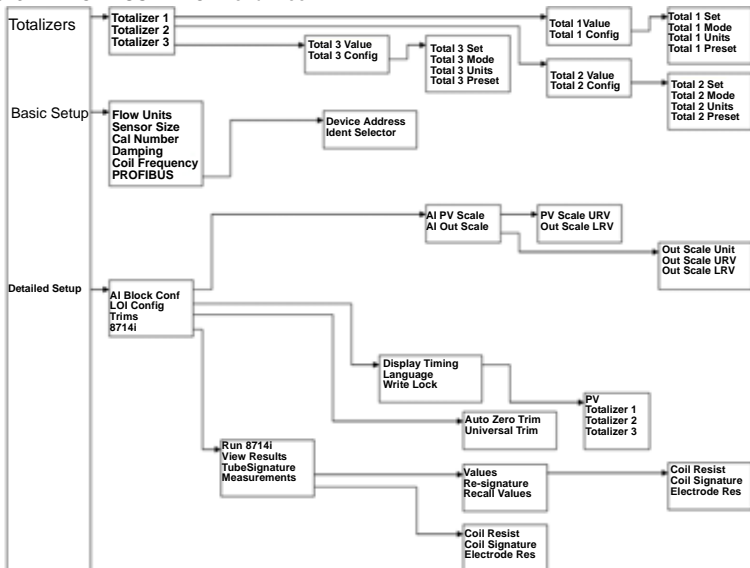 Totalizers
Totalizer 1
Totalizer 2
Totalizer 3
Total 1Value
Total 1 Config
Total 1 Set
Total 1 Mode
Total 1 Units
Total 1 Preset
Total 3 Value
Total 3 Config
Total 3 Set
Total 3 Mode
Total 3 Units
Total 3 Preset
Total 2 Value
Total 2 Config
Total 2 Set
Total 2 Mode
Total 2 Units
Total 2 Preset
Basic Setup
Flow Units
Sensor Size
Cal Number
Damping
Coil Frequency
PROFIBUS
Device Address
Ident Selector
Detailed Setup
AI Block Conf
LOI Config
Trims
8714i
AI PV Scale
AI Out Scale
PV Scale URV
Out Scale LRV
Out Scale Unit
Out Scale URV
Out Scale LRV
Display Timing
Language
Write Lock
PV
Totalizer 1
Totalizer 2
Totalizer 3
Auto Zero Trim
Universal Trim
Run 8714i
View Results
TubeSignature
Measurements
Values
Re-signature
Recall Values
Coil Resist
Coil Signature
Electrode Res
Coil Resist
Coil Signature
Electrode Res